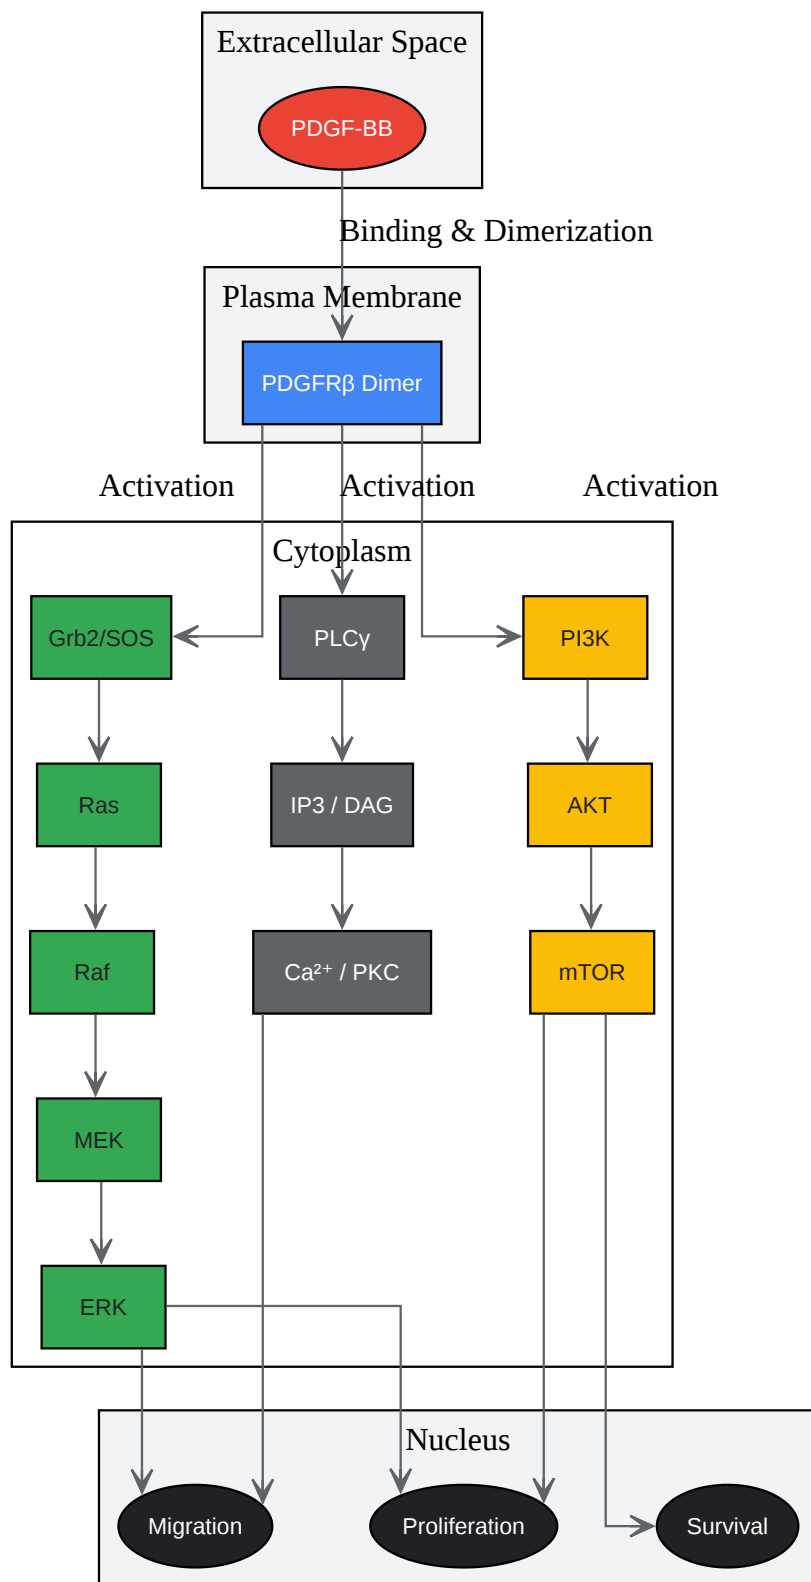 Extracellular Space
PDGF-BB
Binding & Dimerization
Plasma Membrane
PDGFRβ Dimer
Activation
Activation
Activation
Cytoplasm
Grb2/SOS
PLCγ
PI3K
Ras
IP3 / DAG
AKT
Raf
Ca²⁺ / PKC
mTOR
MEK
ERK
Nucleus
Migration
Proliferation
Survival